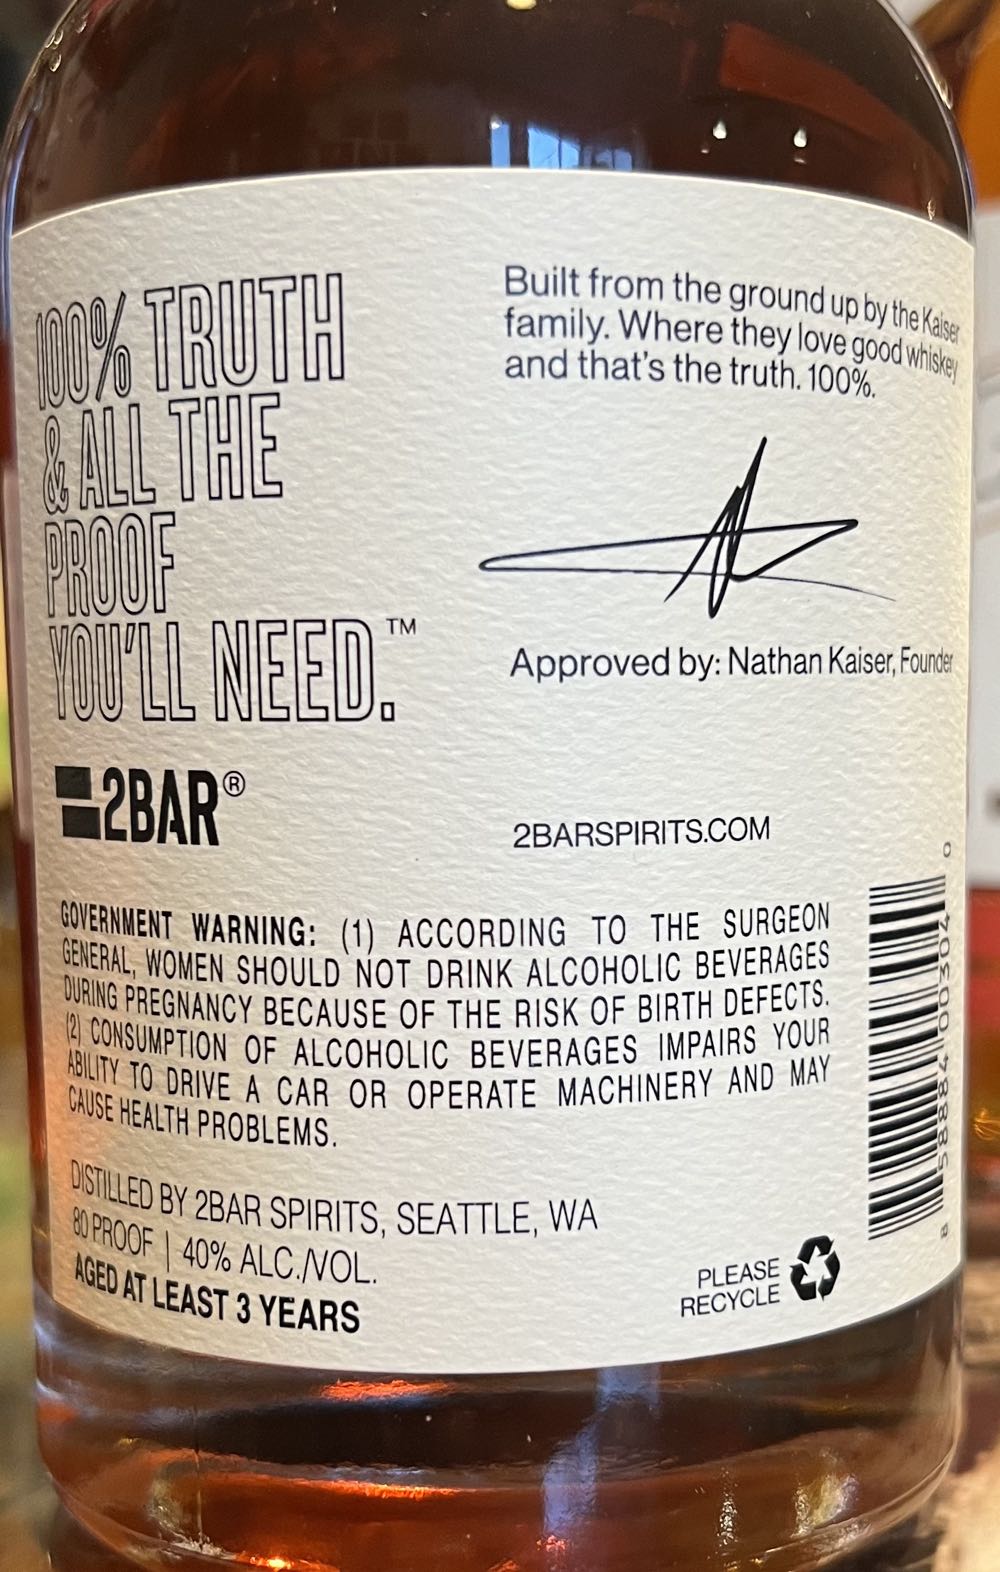 100% TRUTH
& ALL THE
PROOF
YOU'LL NEED.™
2BAR®
Built from the ground up by the Kaiser
family. Where they love good whiskey
and that's the truth. 100%.
Approved by: Nathan Kaiser, Founder
2BARSPIRITS.COM
GOVERNMENT WARNING: (1) ACCORDING TO THE SURGEON
GENERAL, WOMEN SHOULD NOT DRINK ALCOHOLIC BEVERAGES
DURING PREGNANCY BECAUSE OF THE RISK OF BIRTH DEFECTS.
(2) CONSUMPTION OF ALCOHOLIC BEVERAGES IMPAIRS YOUR
ABILITY TO DRIVE A CAR OR OPERATE MACHINERY AND MAY
CAUSE HEALTH PROBLEMS.
DISTILLED BY 2BAR SPIRITS, SEATTLE, WA
80 PROOF | 40% ALC./VOL.
AGED AT LEAST 3 YEARS
PLEASE
RECYCLE
8 58884 00304 0